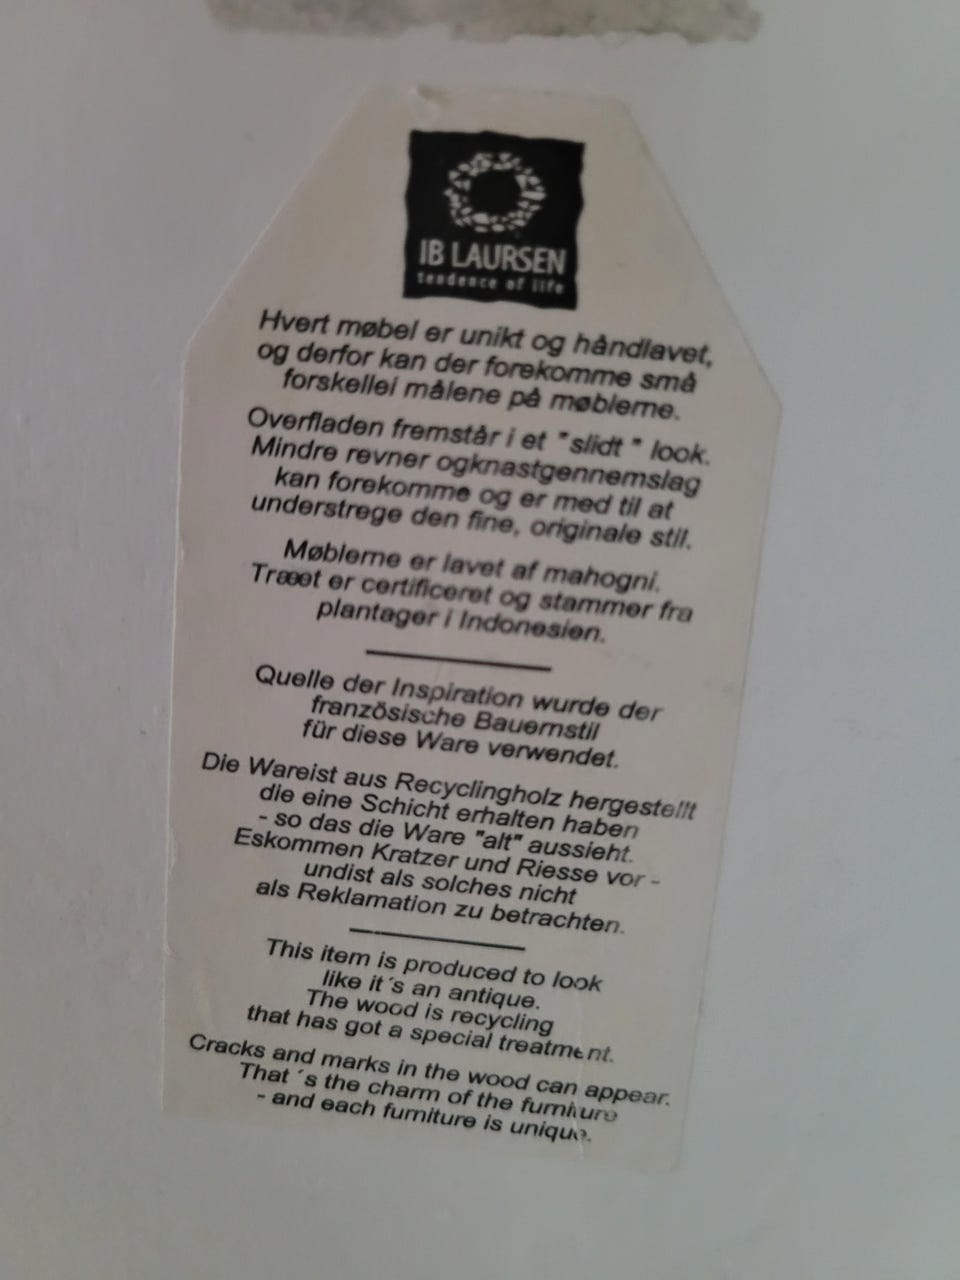 IB LAURSEN
tendence of life
Hvert møbel er unikt og håndlavet,
og derfor kan der forekomme små
forskellei målene på møblerne.
Overfladen fremstår i et "slidt" look.
Mindre revner ogknastgennemslag
kan forekomme og er med til at
understrege den fine, originale stil.
Møblerne er lavet af mahogni.
Træet er certificeret og stammer fra
plantager i Indonesien.
Quelle der Inspiration wurde der
französische Bauernstil
für diese Ware verwendet.
Die Wareist aus Recyclingholz hergestellt
die eine Schicht erhalten haben
- so das die Ware "alt" aussieht.
Eskommen Kratzer und Riesse vor -
undist als solches nicht
als Reklamation zu betrachten.
This item is produced to look
like it´s an antique.
The wood is recycling
that has got a special treatment.
Cracks and marks in the wood can appear.
That ´s the charm of the furniture
- and each furniture is unique.